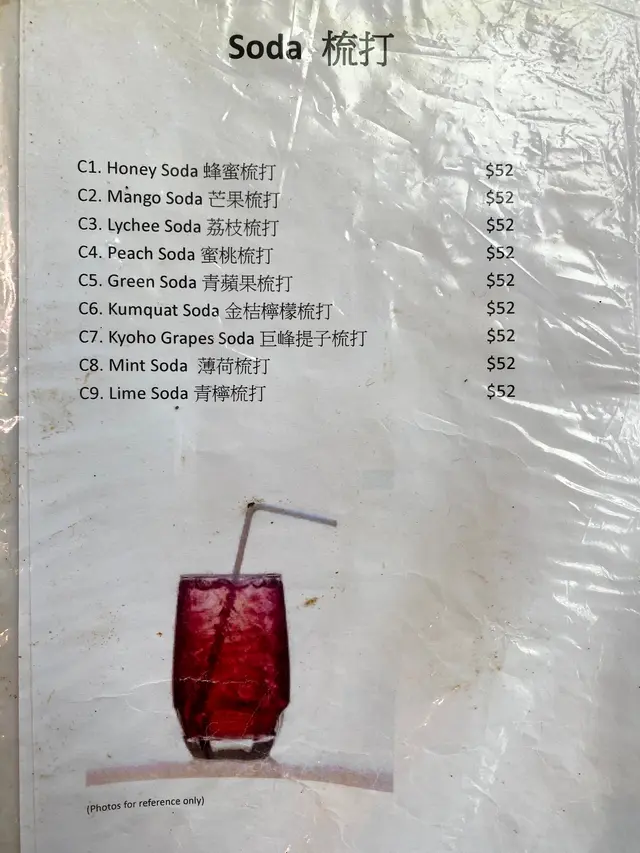 Soda 梳打
C1. Honey Soda 蜂蜜梳打 $52
C2. Mango Soda 芒果梳打 $52
C3. Lychee Soda 荔枝梳打 $52
C4. Peach Soda 蜜桃梳打 $52
C5. Green Soda 青蘋果梳打 $52
C6. Kumquat Soda 金桔檸檬梳打 $52
C7. Kyoho Grapes Soda 巨峰提子梳打 $52
C8. Mint Soda 薄荷梳打 $52
C9. Lime Soda 青檸梳打 $52
(Photos for reference only)